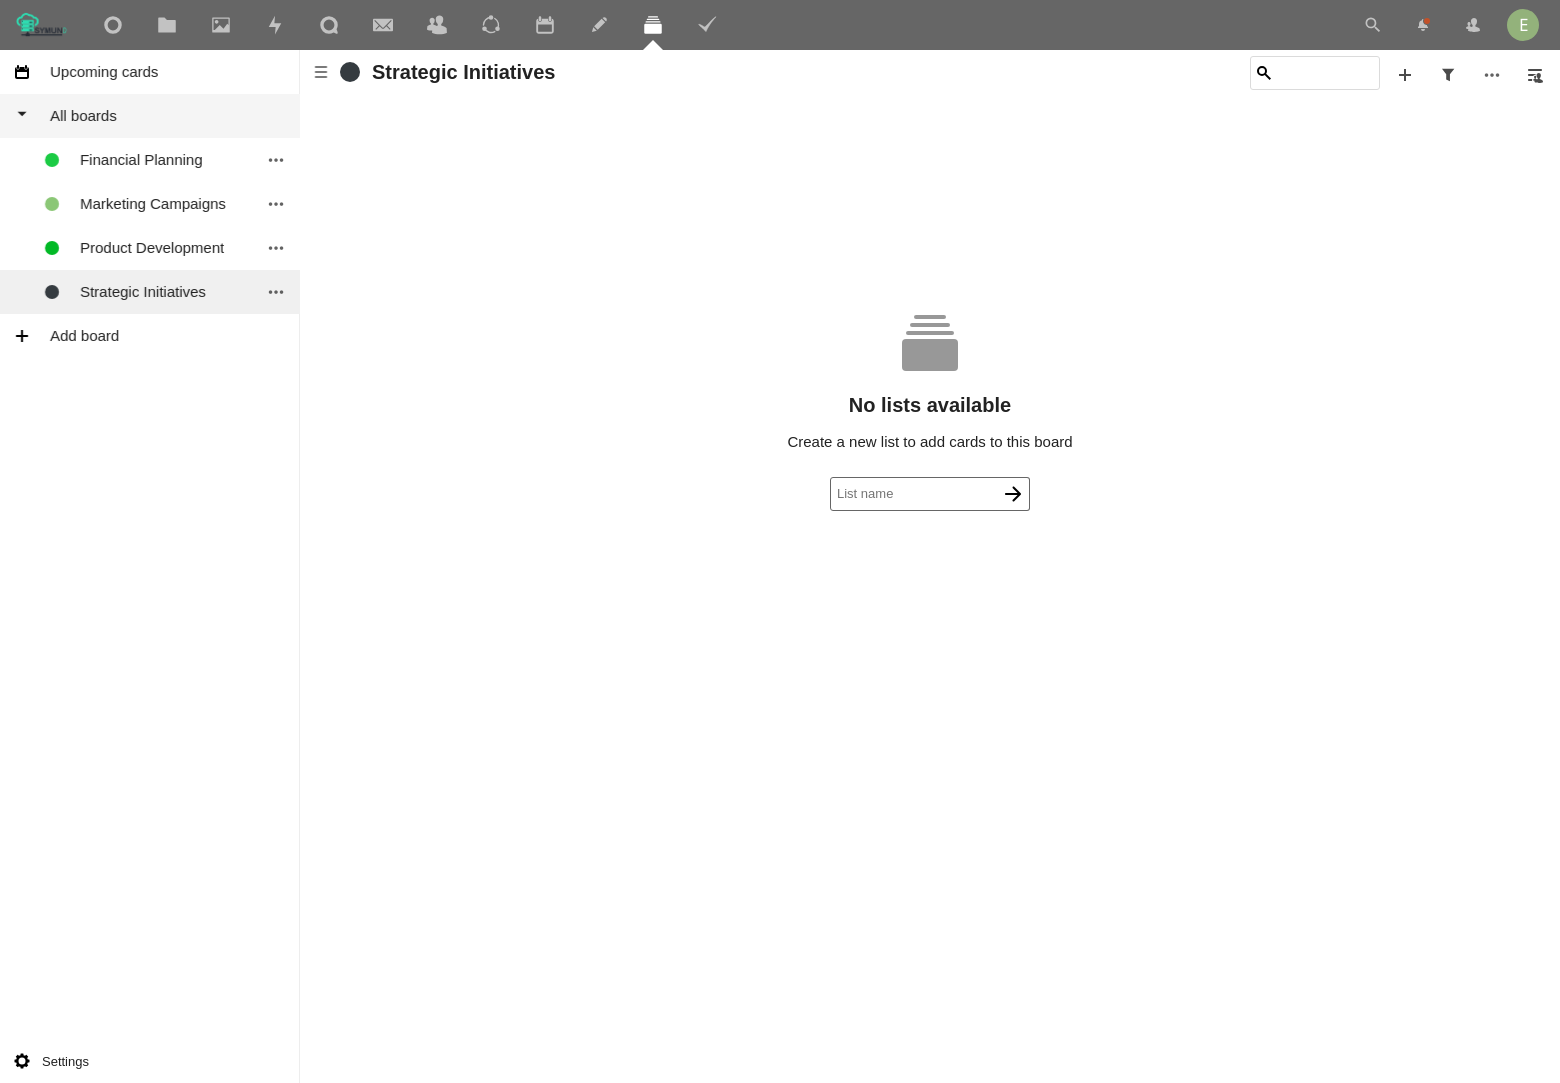 E
Upcoming cards
Strategic Initiatives
All boards
Financial Planning
Marketing Campaigns
Product Development
Strategic Initiatives
Add board
No lists available
Create a new list to add cards to this board
List name
Settings